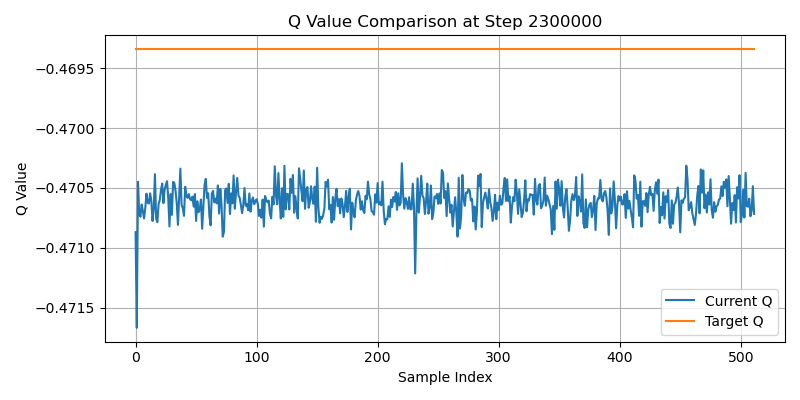 Q Value Comparison at Step 2300000
Q Value
−0.4695
−0.4700
−0.4705
−0.4710
−0.4715
0
100
200
300
400
500
Sample Index
Current Q
Target Q